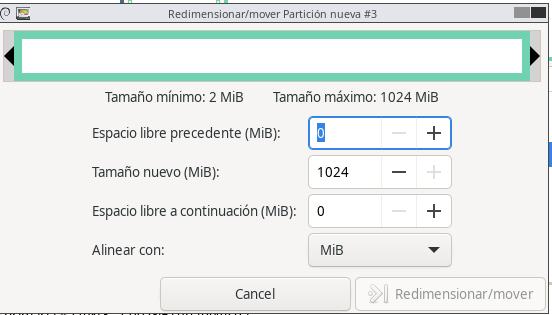 Redimensionar/mover Partición nueva #3
Tamaño mínimo: 2 MiB Tamaño máximo: 1024 MiB
Espacio libre precedente (MiB): 0
Tamaño nuevo (MiB): 1024
Espacio libre a continuación (MiB): 0
Alinear con: MiB
Cancel Redimensionar/mover